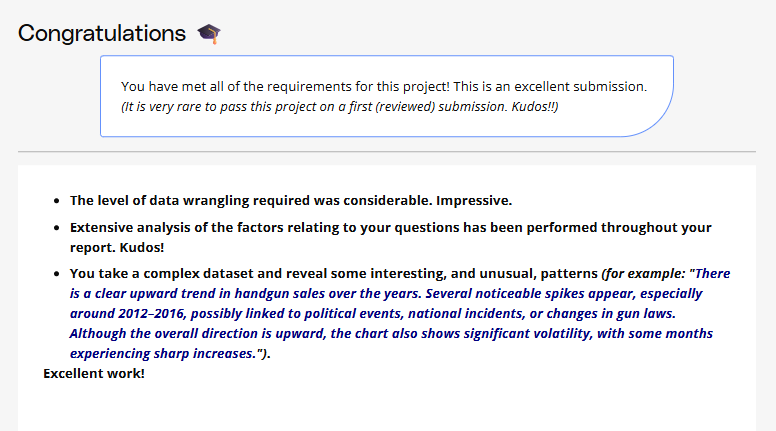 Congratulations 🎓
You have met all of the requirements for this project! This is an excellent submission.
(It is very rare to pass this project on a first (reviewed) submission. Kudos!!)
• The level of data wrangling required was considerable. Impressive.
• Extensive analysis of the factors relating to your questions has been performed throughout your
report. Kudos!
• You take a complex dataset and reveal some interesting, and unusual, patterns (for example: "There
is a clear upward trend in handgun sales over the years. Several noticeable spikes appear, especially
around 2012–2016, possibly linked to political events, national incidents, or changes in gun laws.
Although the overall direction is upward, the chart also shows significant volatility, with some months
experiencing sharp increases.").
Excellent work!